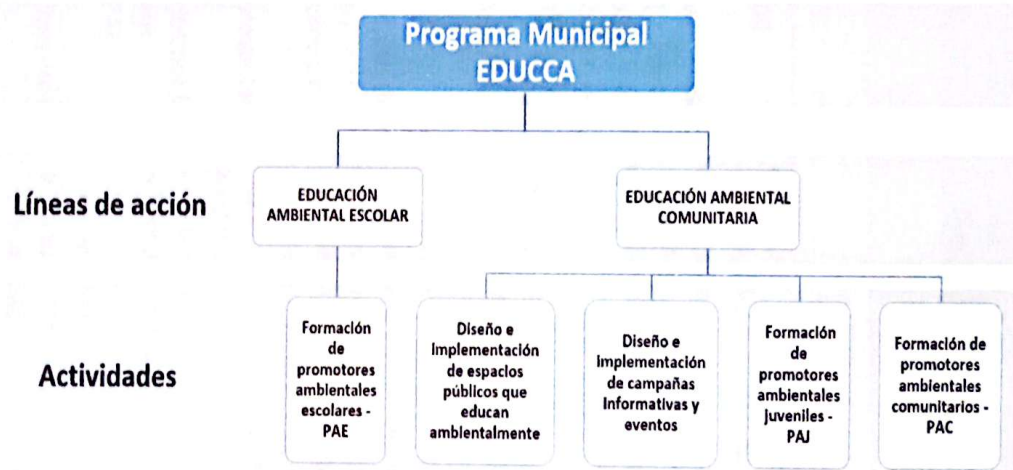 Programa Municipal
EDUCCA
Líneas de acción
EDUCACIÓN
AMBIENTAL ESCOLAR
EDUCACIÓN AMBIENTAL
COMUNITARIA
Actividades
Formación
de
promotores
ambientales
escolares -
PAE
Diseño e
Implementación
de espacios
públicos que
educan
ambientalmente
Diseño e
Implementación
de campañas
Informativas y
eventos
Formación
de
promotores
ambientales
juveniles -
PAJ
Formación de
promotores
ambientales
comunitarios -
PAC